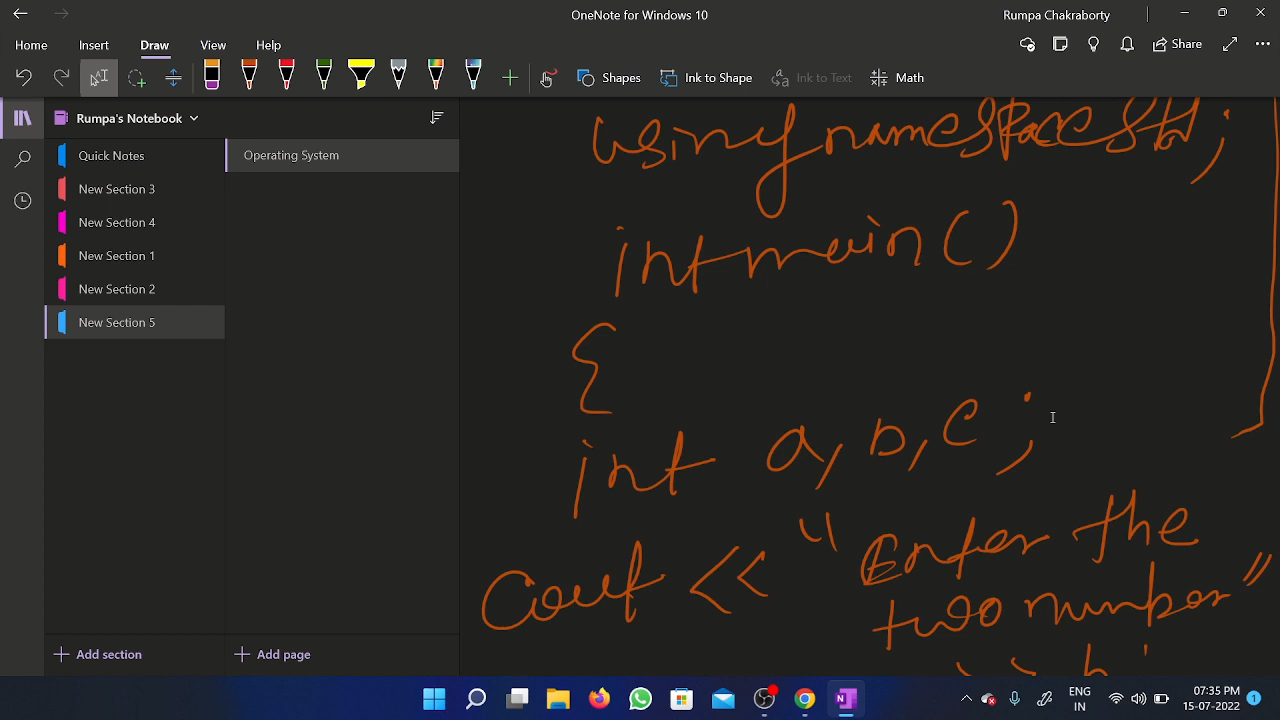 OneNote for Windows 10
Rumpa Chakraborty
Home Insert Draw View Help
Share
Shapes Ink to Shape Ink to Text Math
Rumpa's Notebook
Quick Notes
New Section 3
New Section 4
New Section 1
New Section 2
New Section 5
Add section
Operating System
Add page
using namespace std;
int main()
{
int a, b, c;
cout << "Enter the
two number"
ENG
IN
07:35 PM
15-07-2022
1